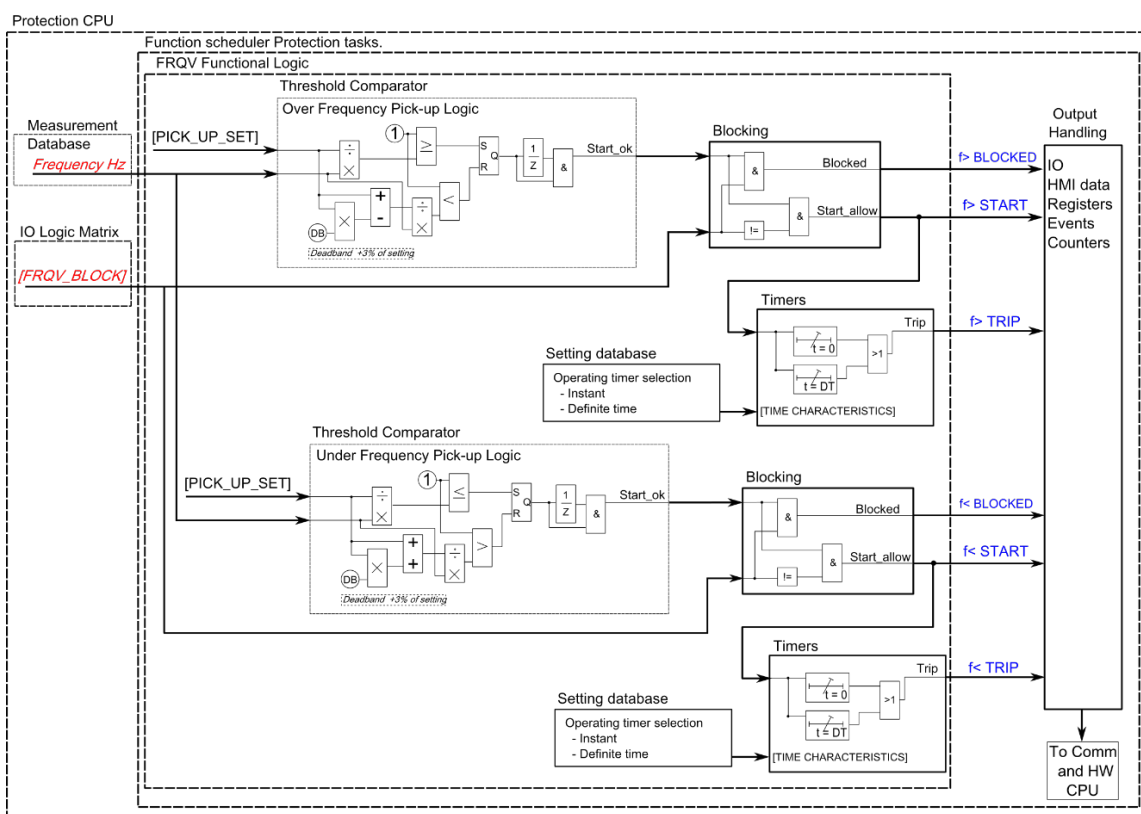 Protection CPU
Function scheduler Protection tasks.
FRQV Functional Logic
Threshold Comparator
Over Frequency Pick-up Logic
Measurement
Database
Frequency Hz
[PICK_UP_SET]
1
≥
÷
×
S
Q
R
1
Z
&
Start_ok
+
-
÷
×
<
DB
×
Deadband +3% of setting
IO Logic Matrix
[FRQV_BLOCK]
Blocking
&
Blocked
&
Start_allow
!=
f> BLOCKED
f> START
Output
Handling
IO
HMI data
Registers
Events
Counters
Timers
t = 0
t = DT
>1
Trip
[TIME CHARACTERISTICS]
f> TRIP
Setting database
Operating timer selection
- Instant
- Definite time
Threshold Comparator
Under Frequency Pick-up Logic
[PICK_UP_SET]
1
≤
÷
×
S
Q
R
1
Z
&
Start_ok
+
+
÷
×
>
DB
×
Deadband +3% of setting
Blocking
&
Blocked
&
Start_allow
!=
f< BLOCKED
f< START
Timers
t = 0
t = DT
>1
Trip
[TIME CHARACTERISTICS]
f< TRIP
Setting database
Operating timer selection
- Instant
- Definite time
To Comm
and HW
CPU